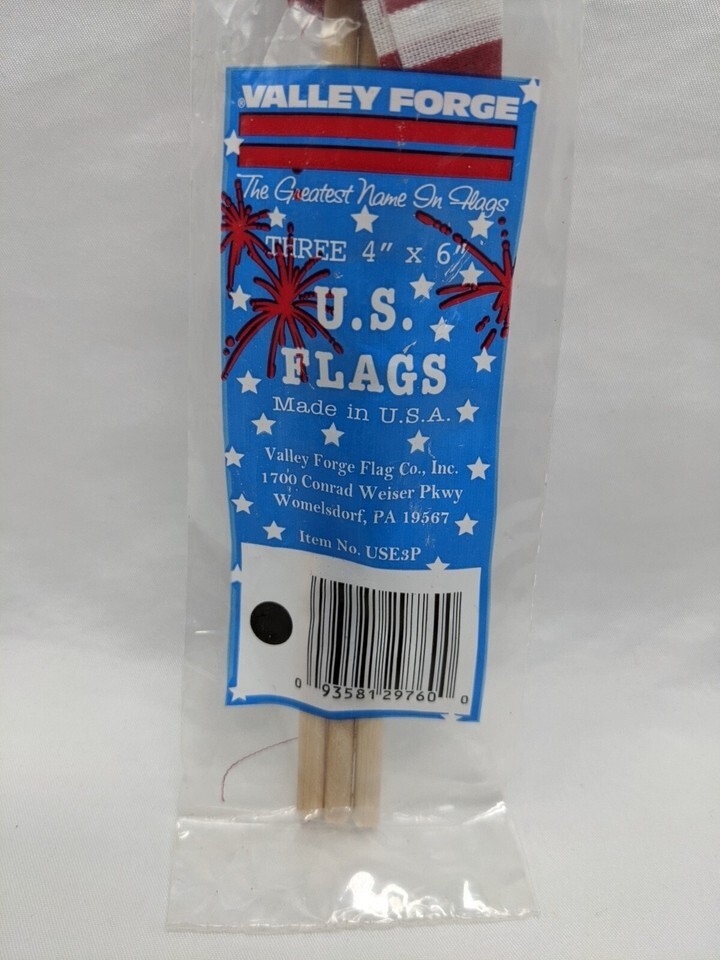 ® VALLEY FORGE
The Greatest Name In Flags
THREE 4" x 6"
U.S.
FLAGS
Made in U.S.A.
Valley Forge Flag Co., Inc.
1700 Conrad Weiser Pkwy
Womelsdorf, PA 19567
Item No. USE3P
0 93581 29760 0